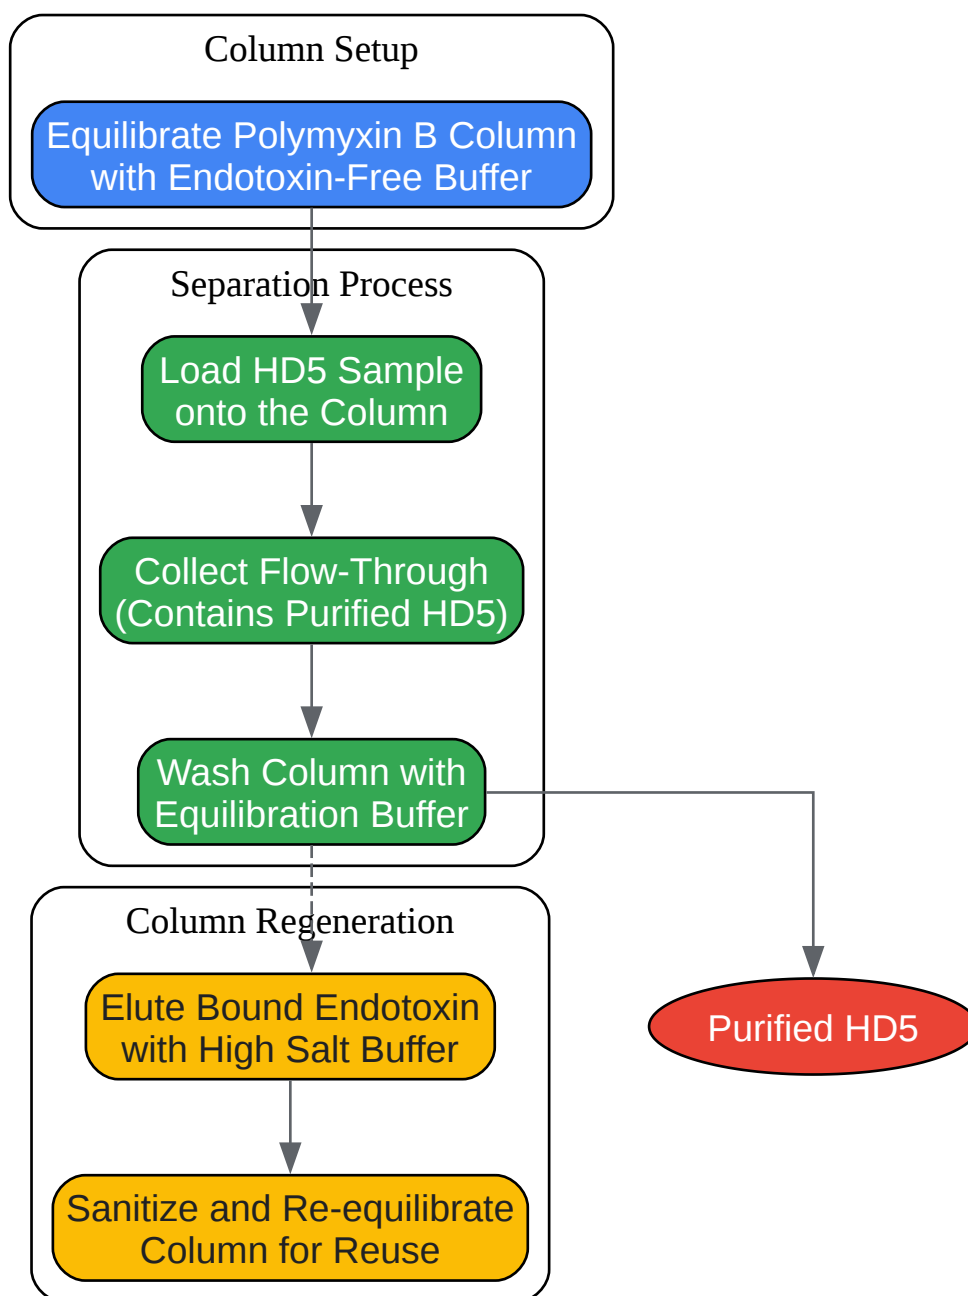 Column Setup
Equilibrate Polymyxin B Column
with Endotoxin-Free Buffer
Separation Process
Load HD5 Sample
onto the Column
Collect Flow-Through
(Contains Purified HD5)
Wash Column with
Equilibration Buffer
Column Regeneration
Elute Bound Endotoxin
with High Salt Buffer
Purified HD5
Sanitize and Re-equilibrate
Column for Reuse